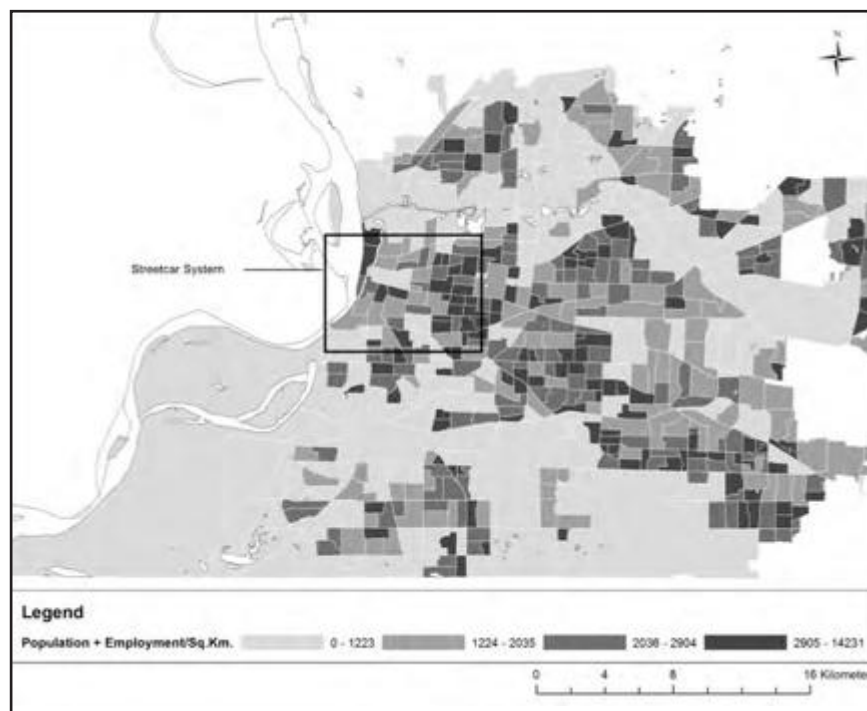 N
Streetcar System
Legend
Population + Employment/Sq.Km. 0 - 1223 1224 - 2035 2036 - 2904 2905 - 14231
0 4 8 16 Kilomete